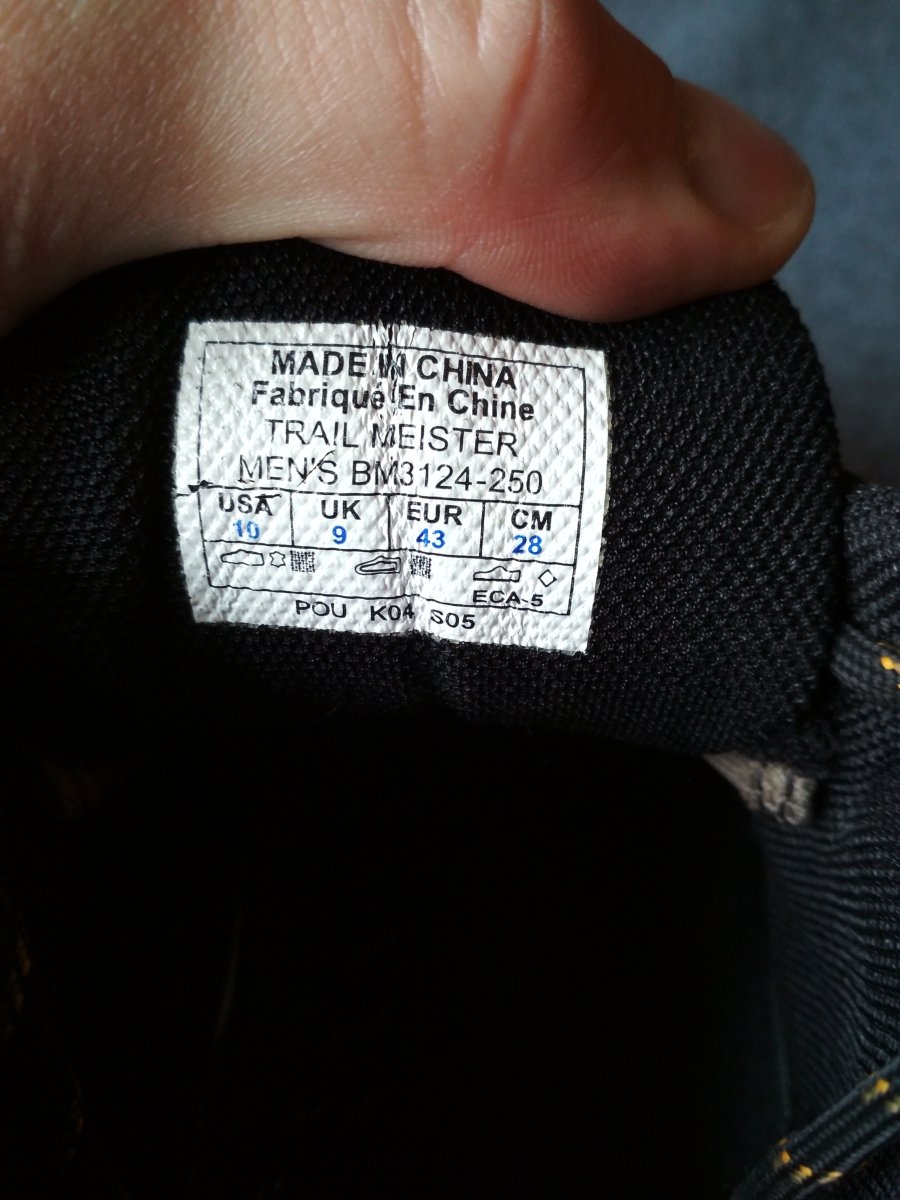 MADE IN CHINA
Fabriqué En Chine
TRAIL MEISTER
MEN'S BM3124-250
USA UK EUR CM
10 9 43 28
ECA-5
POU K04 S05